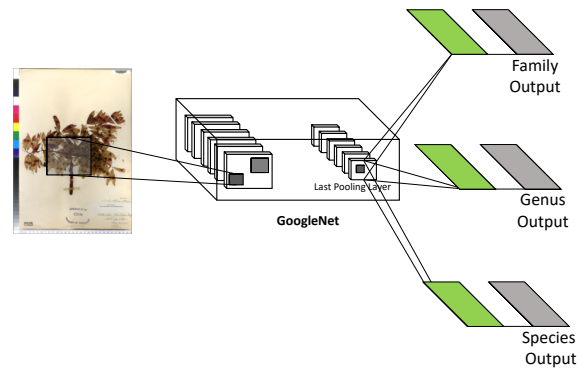 Family
Output
Last Pooling Layer
GoogleNet
Genus
Output
Species
Output